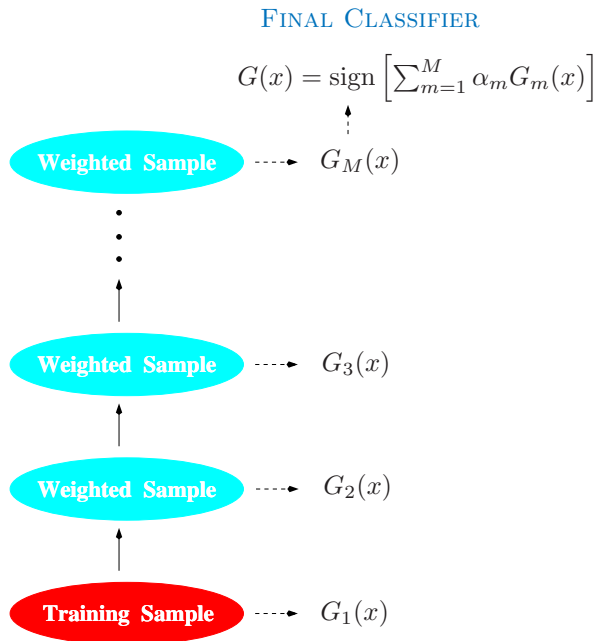 FINAL CLASSIFIER
G(x) = sign [∑_{m=1}^{M} α_m G_m(x)]
Weighted Sample G_M(x)
Weighted Sample G_3(x)
Weighted Sample G_2(x)
Training Sample G_1(x)